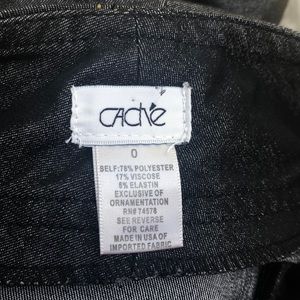 CACHÉ
0
SELF:78% POLYESTER
17% VISCOSE
5% ELASTIN
EXCLUSIVE OF
ORNAMENTATION
RN# 74578
SEE REVERSE
FOR CARE
MADE IN USA OF
IMPORTED FABRIC